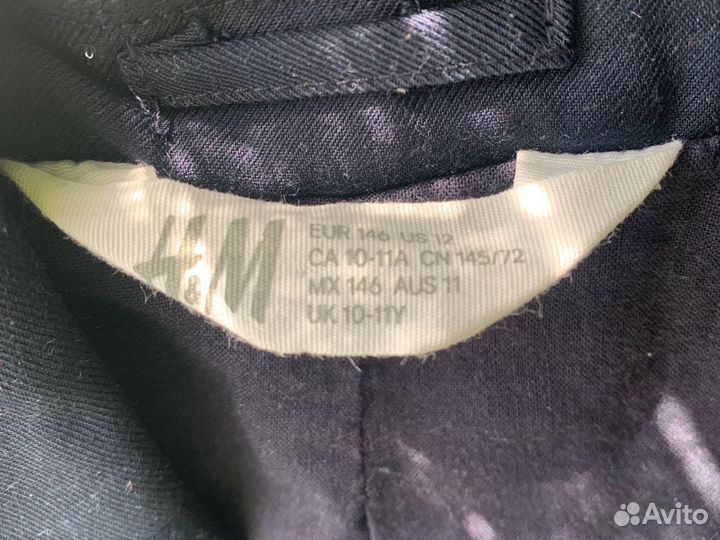 H&M
EUR 146 US 12
CA 10-11A CN 145/72
MX 146 AUS 11
UK 10-11Y
Avito